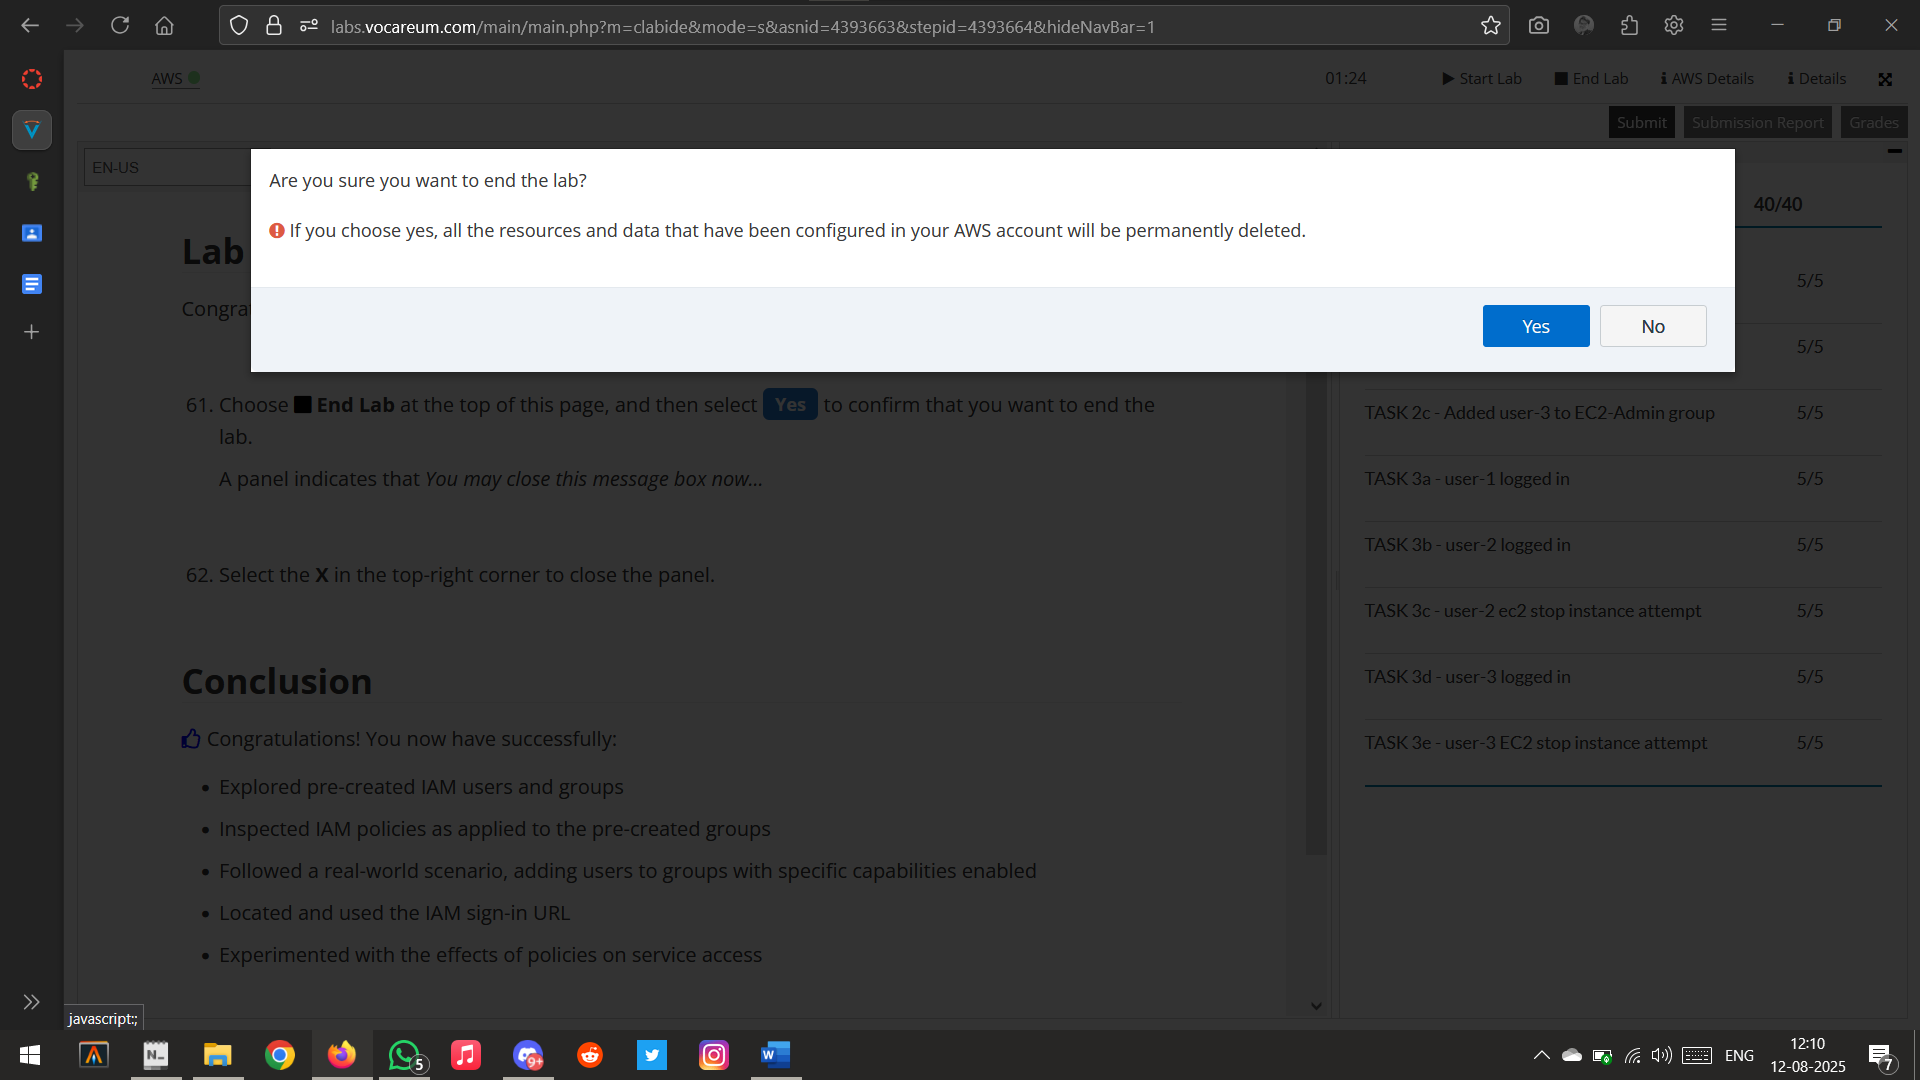 labs.vocareum.com/main/main.php?m=clabide&mode=s&asnid=4393663&stepid=4393664&hideNavBar=1
AWS
01:24
Start Lab
End Lab
AWS Details
Details
Submit
Submission Report
Grades
EN-US
Are you sure you want to end the lab?
If you choose yes, all the resources and data that have been configured in your AWS account will be permanently deleted.
Yes
No
Lab
Congra
61. Choose End Lab at the top of this page, and then select Yes to confirm that you want to end the
lab.
A panel indicates that You may close this message box now...
62. Select the X in the top-right corner to close the panel.
Conclusion
Congratulations! You now have successfully:
• Explored pre-created IAM users and groups
• Inspected IAM policies as applied to the pre-created groups
• Followed a real-world scenario, adding users to groups with specific capabilities enabled
• Located and used the IAM sign-in URL
• Experimented with the effects of policies on service access
40/40
5/5
5/5
TASK 2c - Added user-3 to EC2-Admin group 5/5
TASK 3a - user-1 logged in 5/5
TASK 3b - user-2 logged in 5/5
TASK 3c - user-2 ec2 stop instance attempt 5/5
TASK 3d - user-3 logged in 5/5
TASK 3e - user-3 EC2 stop instance attempt 5/5
javascript:;
N_
5
9+
W
ENG
12:10
12-08-2025
7